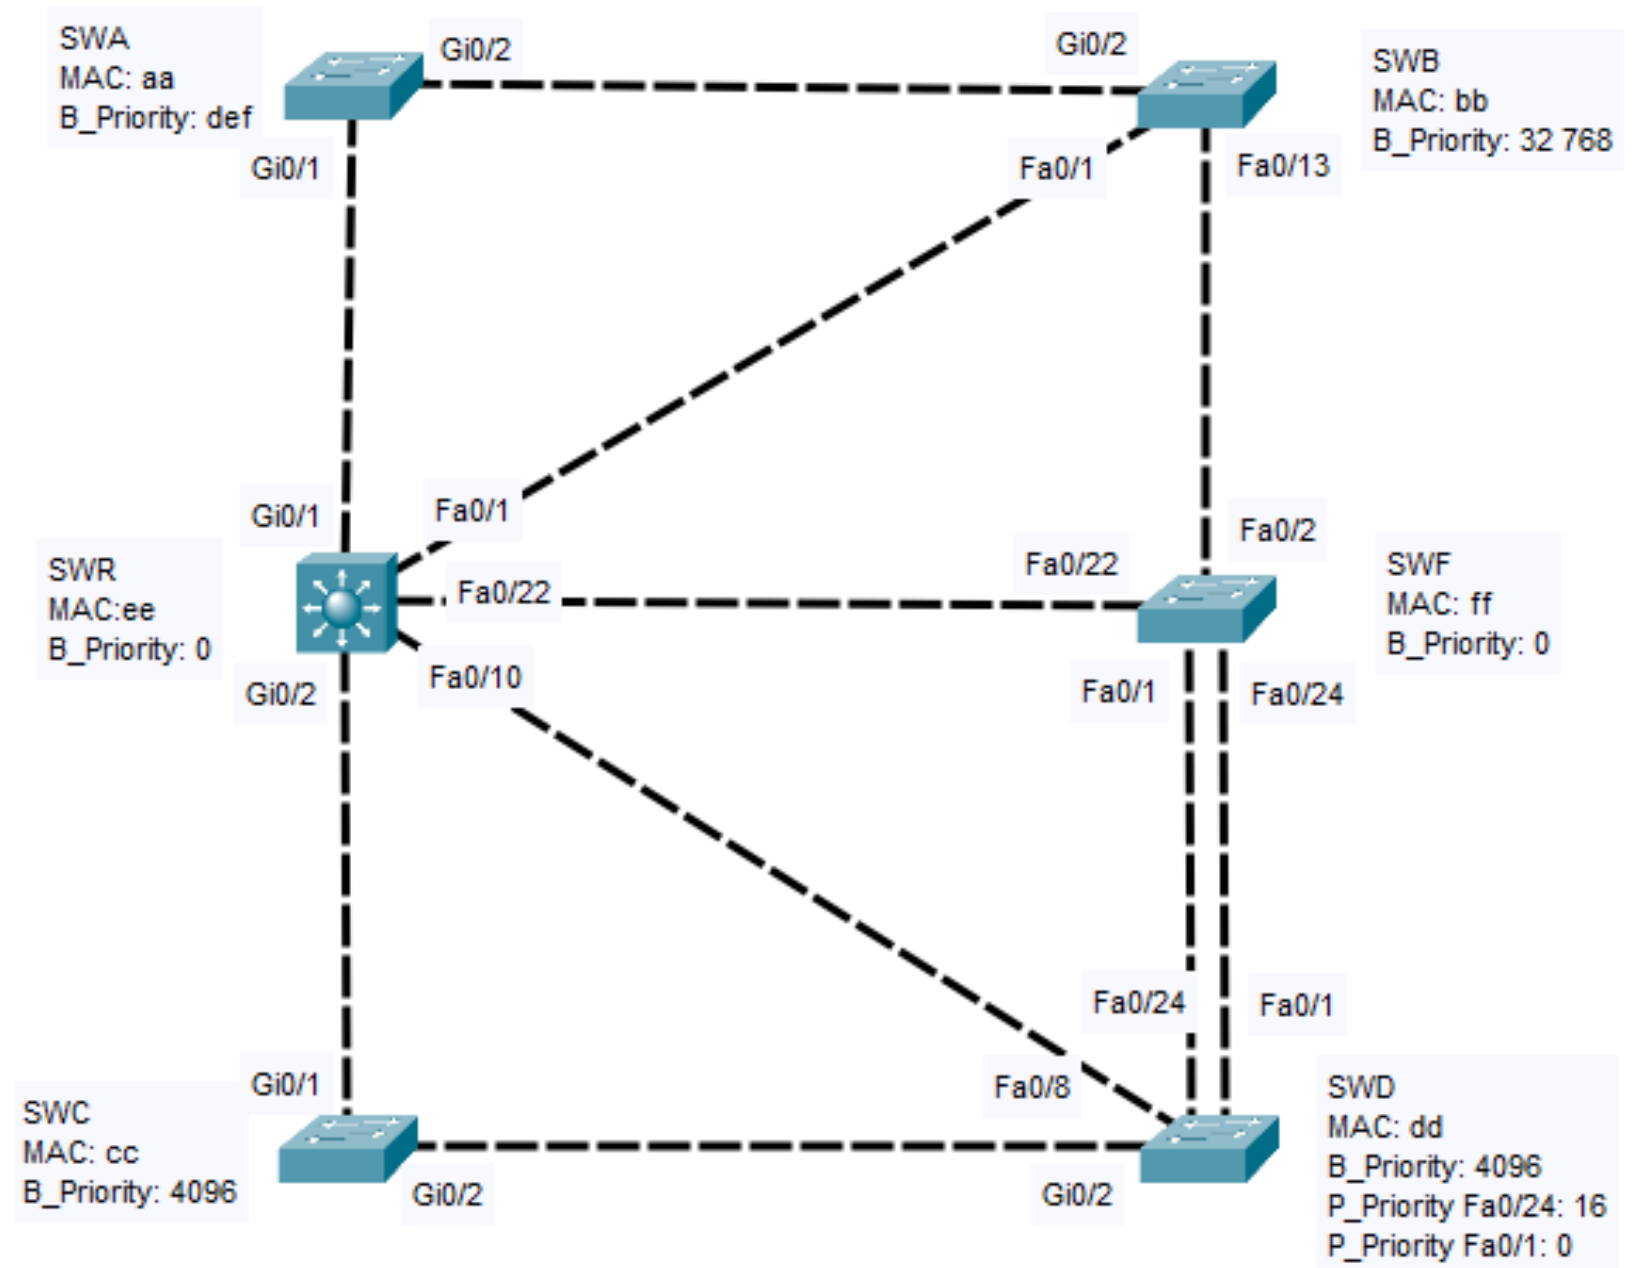 SWA
MAC: aa
B_Priority: def
Gi0/2
Gi0/2
SWB
MAC: bb
B_Priority: 32 768
Gi0/1
Fa0/1
Fa0/13
Gi0/1
Fa0/1
SWR
MAC:ee
B_Priority: 0
Fa0/22
Fa0/22
Fa0/2
SWF
MAC: ff
B_Priority: 0
Gi0/2
Fa0/10
Fa0/1
Fa0/24
Fa0/24
Fa0/1
Gi0/1
Fa0/8
SWC
MAC: cc
B_Priority: 4096
Gi0/2
Gi0/2
SWD
MAC: dd
B_Priority: 4096
P_Priority Fa0/24: 16
P_Priority Fa0/1: 0